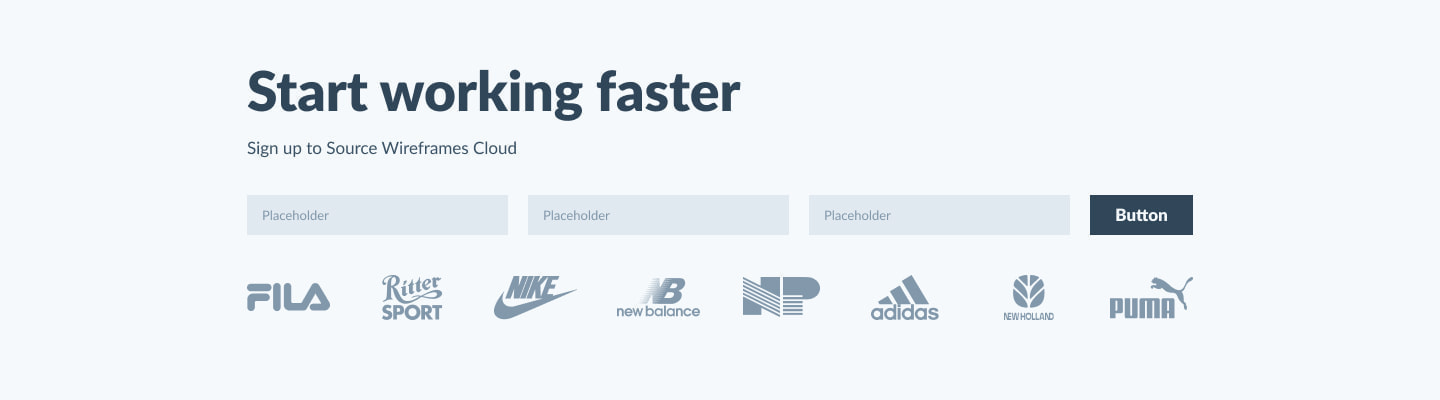 Start working faster
Sign up to Source Wireframes Cloud
Placeholder
Placeholder
Placeholder
Button
FILA
Ritter
SPORT
NIKE
NB
new balance
NP
adidas
NEW HOLLAND
PUMA